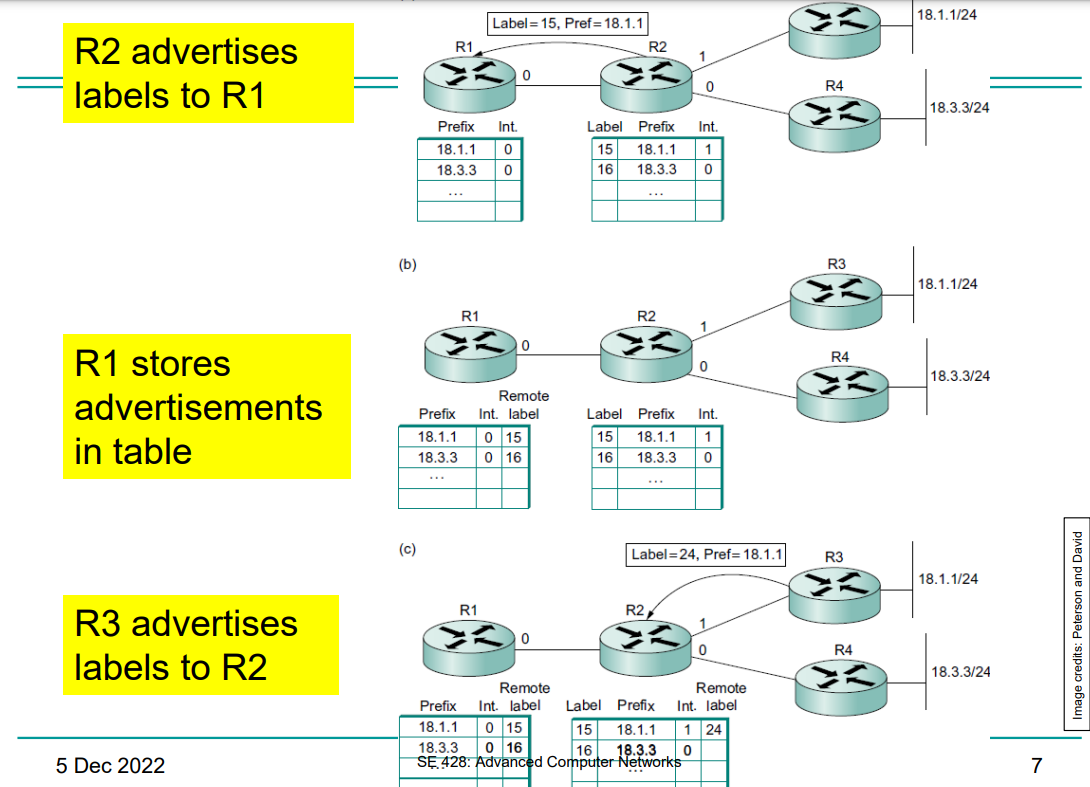 Label=15, Pref=18.1.1
R2 advertises
labels to R1
R1
R2
0
1
0
18.1.1/24
R4
18.3.3/24
Prefix Int.
18.1.1 0
18.3.3 0
...
Label Prefix Int.
15 18.1.1 1
16 18.3.3 0
...
(b)
R1 stores
advertisements
in table
R1
R2
R3
R4
0
1
0
18.1.1/24
18.3.3/24
Remote
Prefix Int. label
18.1.1 0 15
18.3.3 0 16
...
Label Prefix Int.
15 18.1.1 1
16 18.3.3 0
...
(c)
Label=24, Pref=18.1.1
R3 advertises
labels to R2
R1
R2
R3
R4
0
1
0
18.1.1/24
18.3.3/24
Remote
Prefix Int. label
18.1.1 0 15
18.3.3 0 16
...
Remote
Label Prefix Int. label
15 18.1.1 1 24
16 18.3.3 0
...
Image credits: Peterson and David
5 Dec 2022
SE 428: Advanced Computer Networks
7